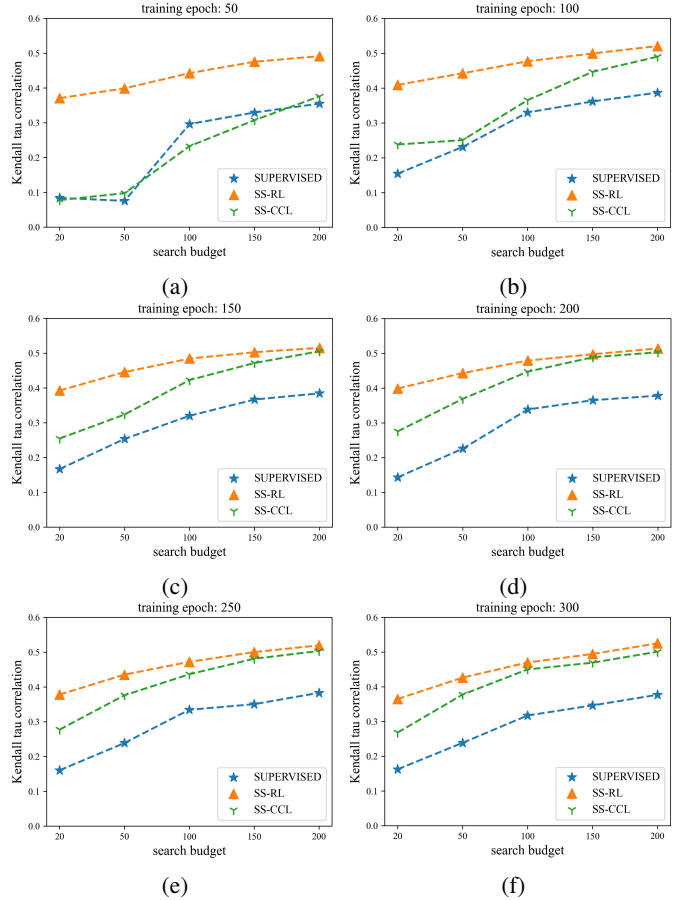 training epoch: 50
0.6
0.5
0.4
0.3
0.2
0.1
0.0
Kendall tau correlation
SUPERVISED
SS-RL
SS-CCL
20 50 100 150 200
search budget
(a)
training epoch: 100
0.6
0.5
0.4
0.3
0.2
0.1
0.0
Kendall tau correlation
SUPERVISED
SS-RL
SS-CCL
20 50 100 150 200
search budget
(b)
training epoch: 150
0.6
0.5
0.4
0.3
0.2
0.1
0.0
Kendall tau correlation
SUPERVISED
SS-RL
SS-CCL
20 50 100 150 200
search budget
(c)
training epoch: 200
0.6
0.5
0.4
0.3
0.2
0.1
0.0
Kendall tau correlation
SUPERVISED
SS-RL
SS-CCL
20 50 100 150 200
search budget
(d)
training epoch: 250
0.6
0.5
0.4
0.3
0.2
0.1
0.0
Kendall tau correlation
SUPERVISED
SS-RL
SS-CCL
20 50 100 150 200
search budget
(e)
training epoch: 300
0.6
0.5
0.4
0.3
0.2
0.1
0.0
Kendall tau correlation
SUPERVISED
SS-RL
SS-CCL
20 50 100 150 200
search budget
(f)